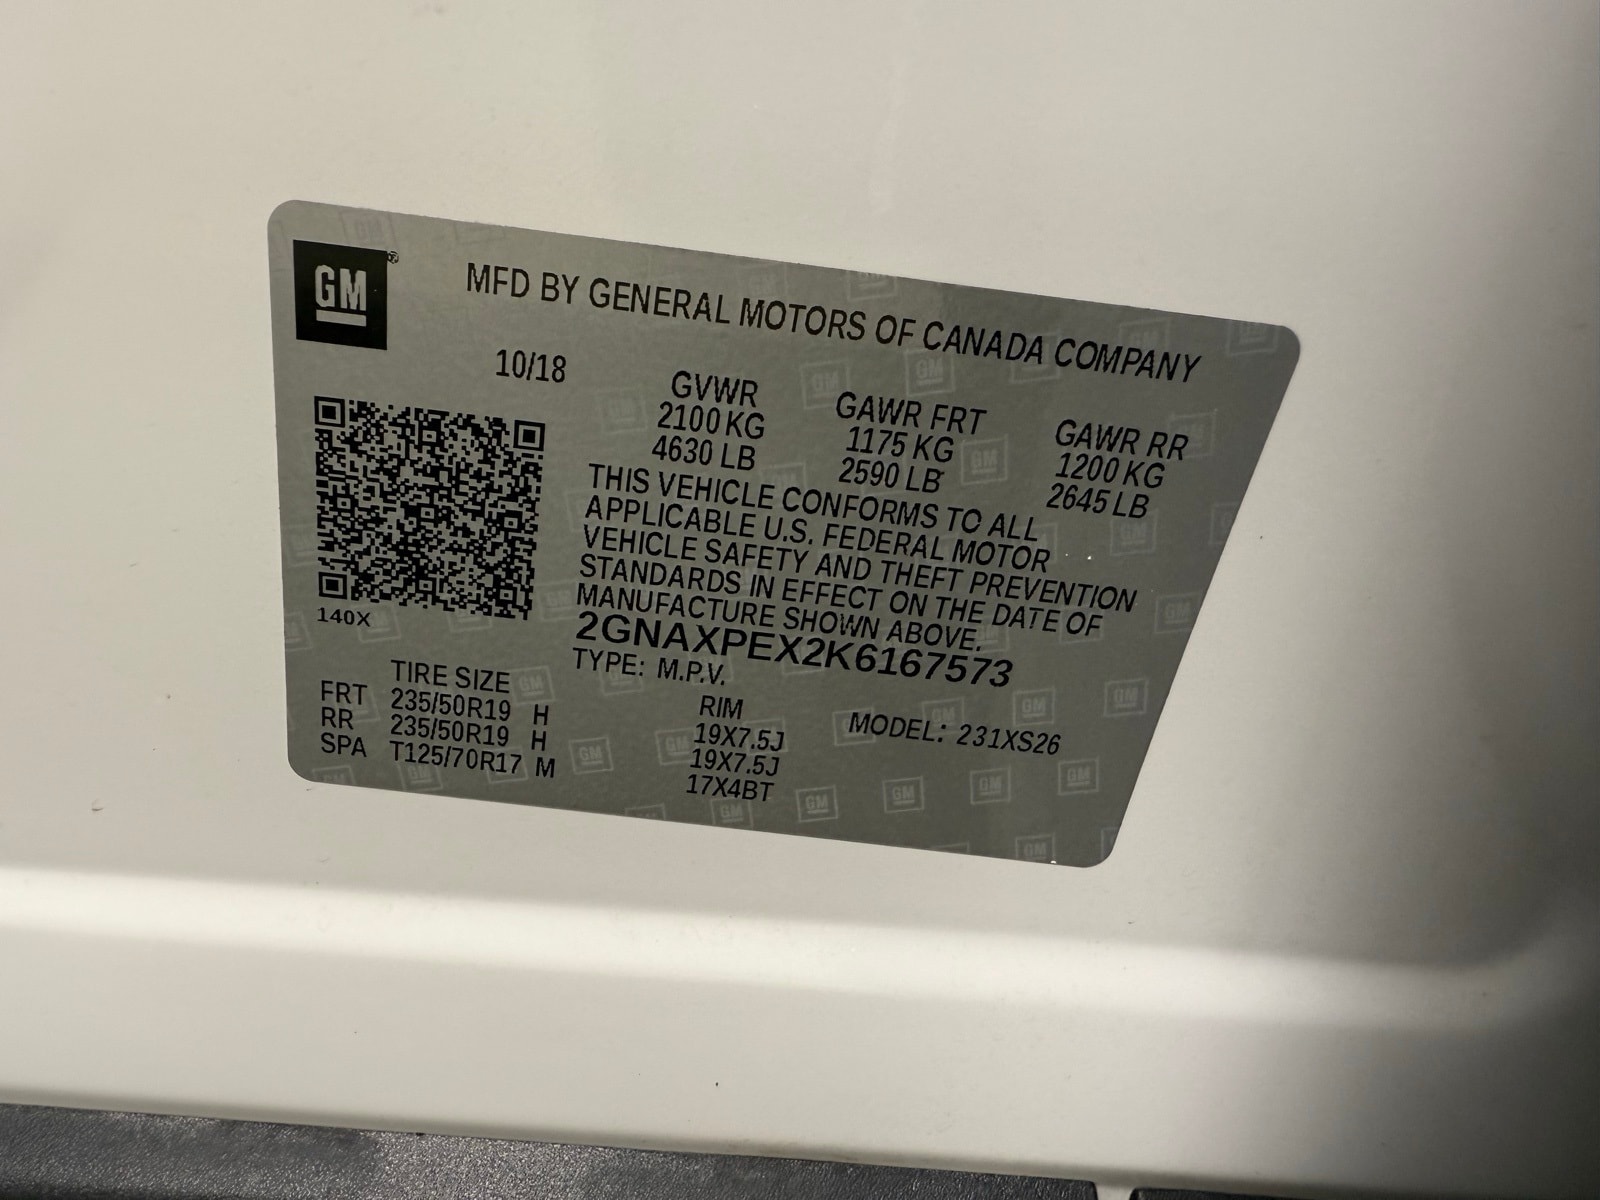 GM
MFD BY GENERAL MOTORS OF CANADA COMPANY
10/18
GVWR GAWR FRT GAWR RR
2100 KG 1175 KG 1200 KG
4630 LB 2590 LB 2645 LB
THIS VEHICLE CONFORMS TO ALL
APPLICABLE U.S. FEDERAL MOTOR
VEHICLE SAFETY AND THEFT PREVENTION
STANDARDS IN EFFECT ON THE DATE OF
MANUFACTURE SHOWN ABOVE.
2GNAXPEX2K6167573
140X
TYPE: M.P.V.
MODEL: 231XS26
TIRE SIZE RIM
FRT 235/50R19 H 19X7.5J
RR 235/50R19 H 19X7.5J
SPA T125/70R17 M 17X4BT